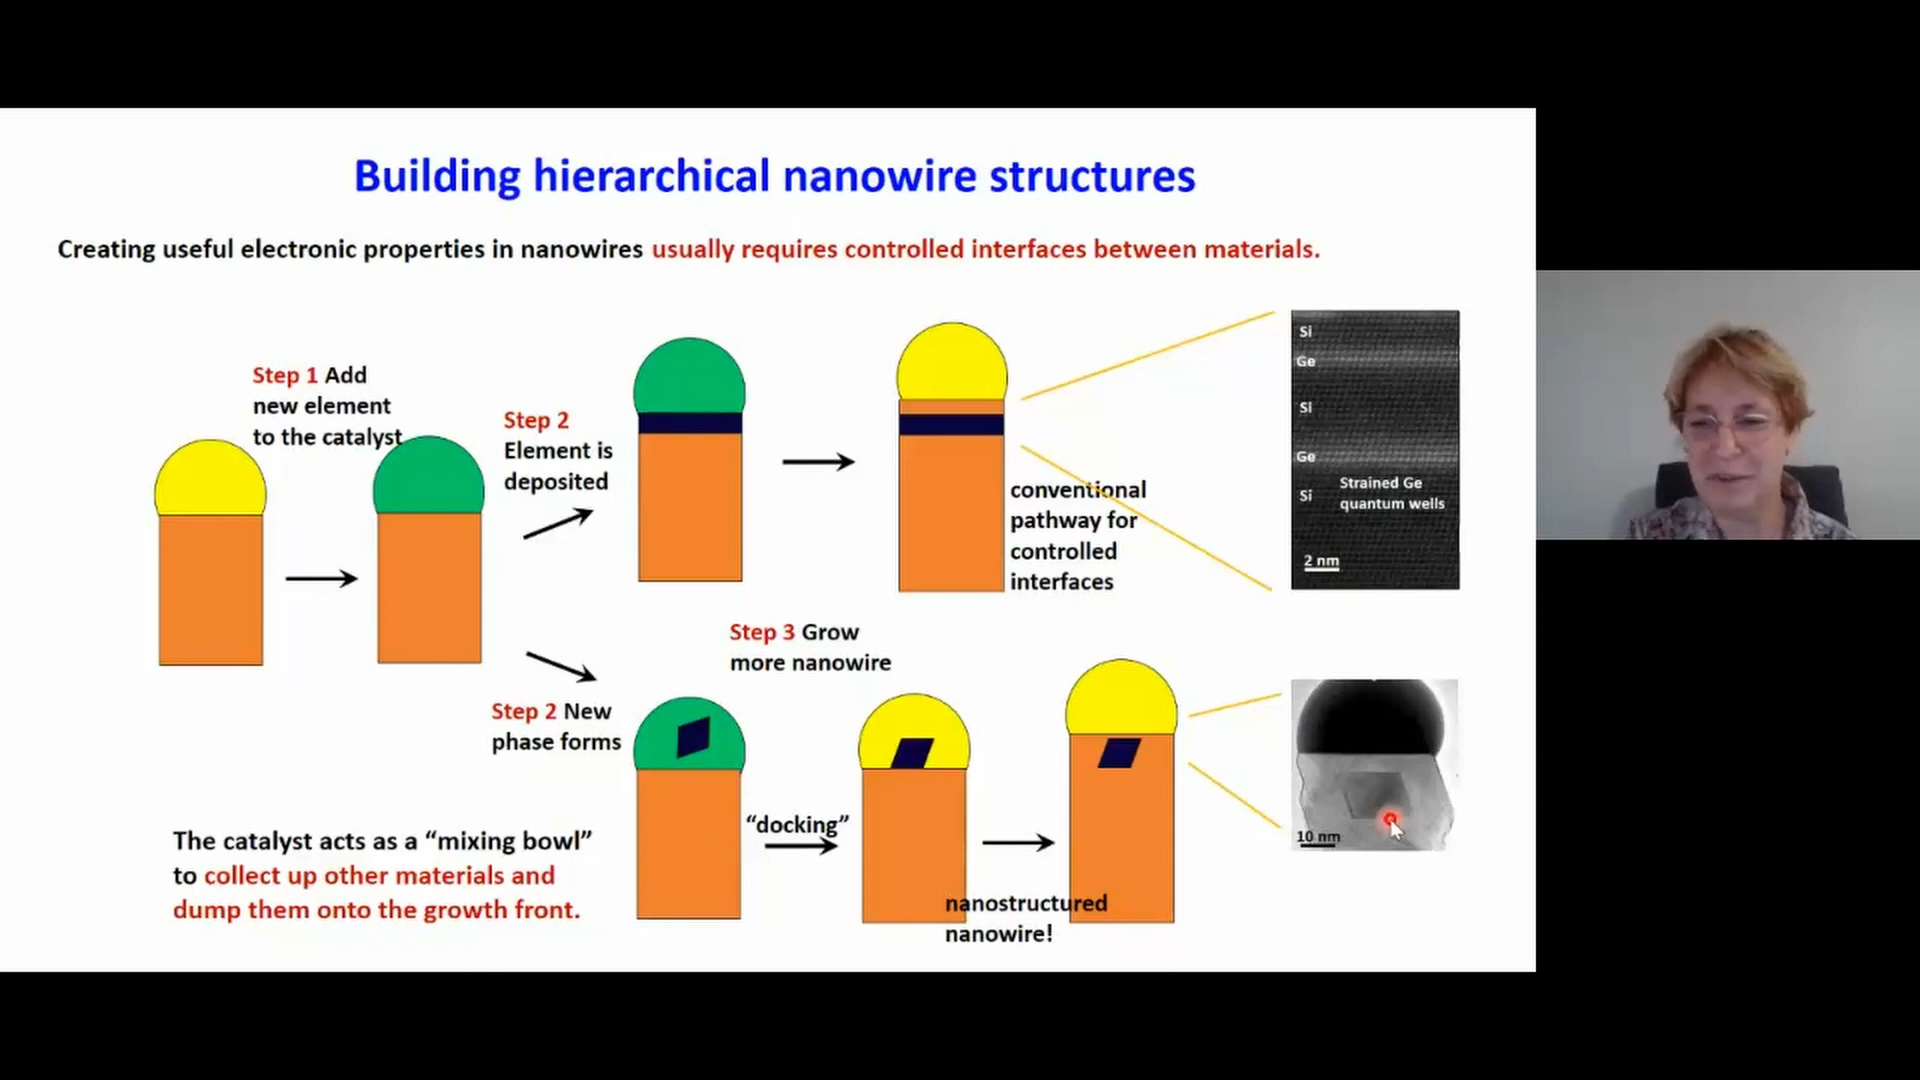 Building hierarchical nanowire structures
Creating useful electronic properties in nanowires usually requires controlled interfaces between materials.
Step 1 Add
new element
to the catalyst
Step 2
Element is
deposited
conventional
pathway for
controlled
interfaces
Si
Ge
Si
Ge
Si
Strained Ge
quantum wells
2 nm
Step 3 Grow
more nanowire
Step 2 New
phase forms
"docking"
nanostructured
nanowire!
10 nm
The catalyst acts as a “mixing bowl”
to collect up other materials and
dump them onto the growth front.